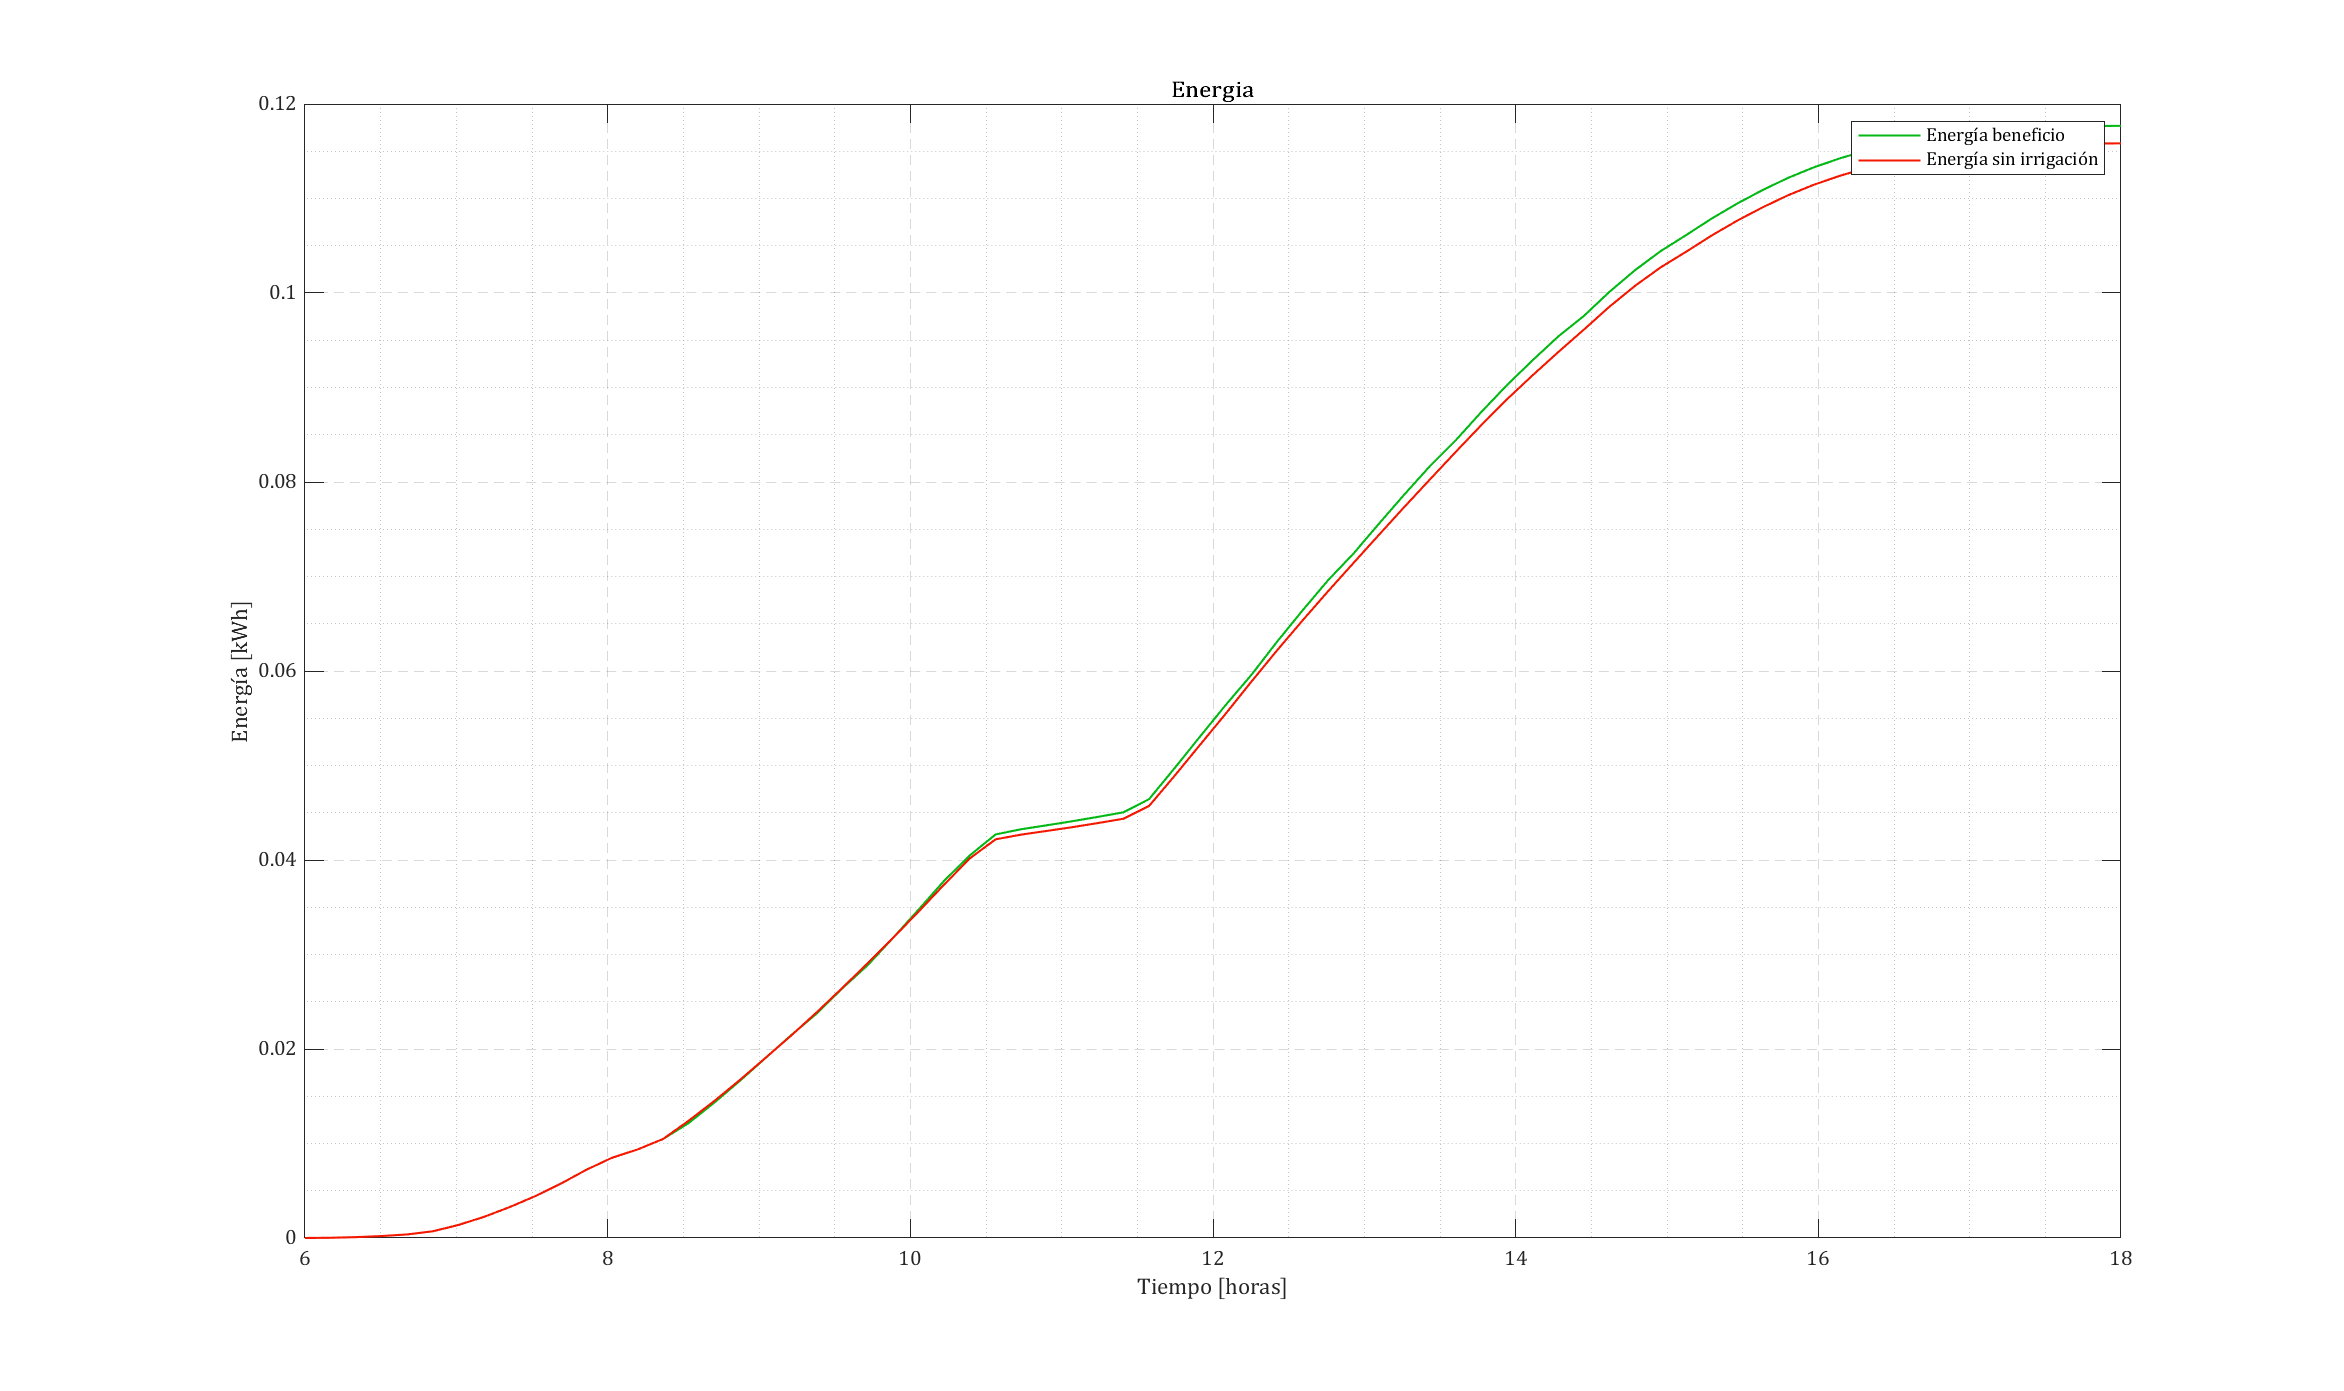 Energia
0.12
0.1
0.08
0.06
0.04
0.02
0
Energía [kWh]
6 8 10 12 14 16 18
Tiempo [horas]
Energía beneficio
Energía sin irrigación